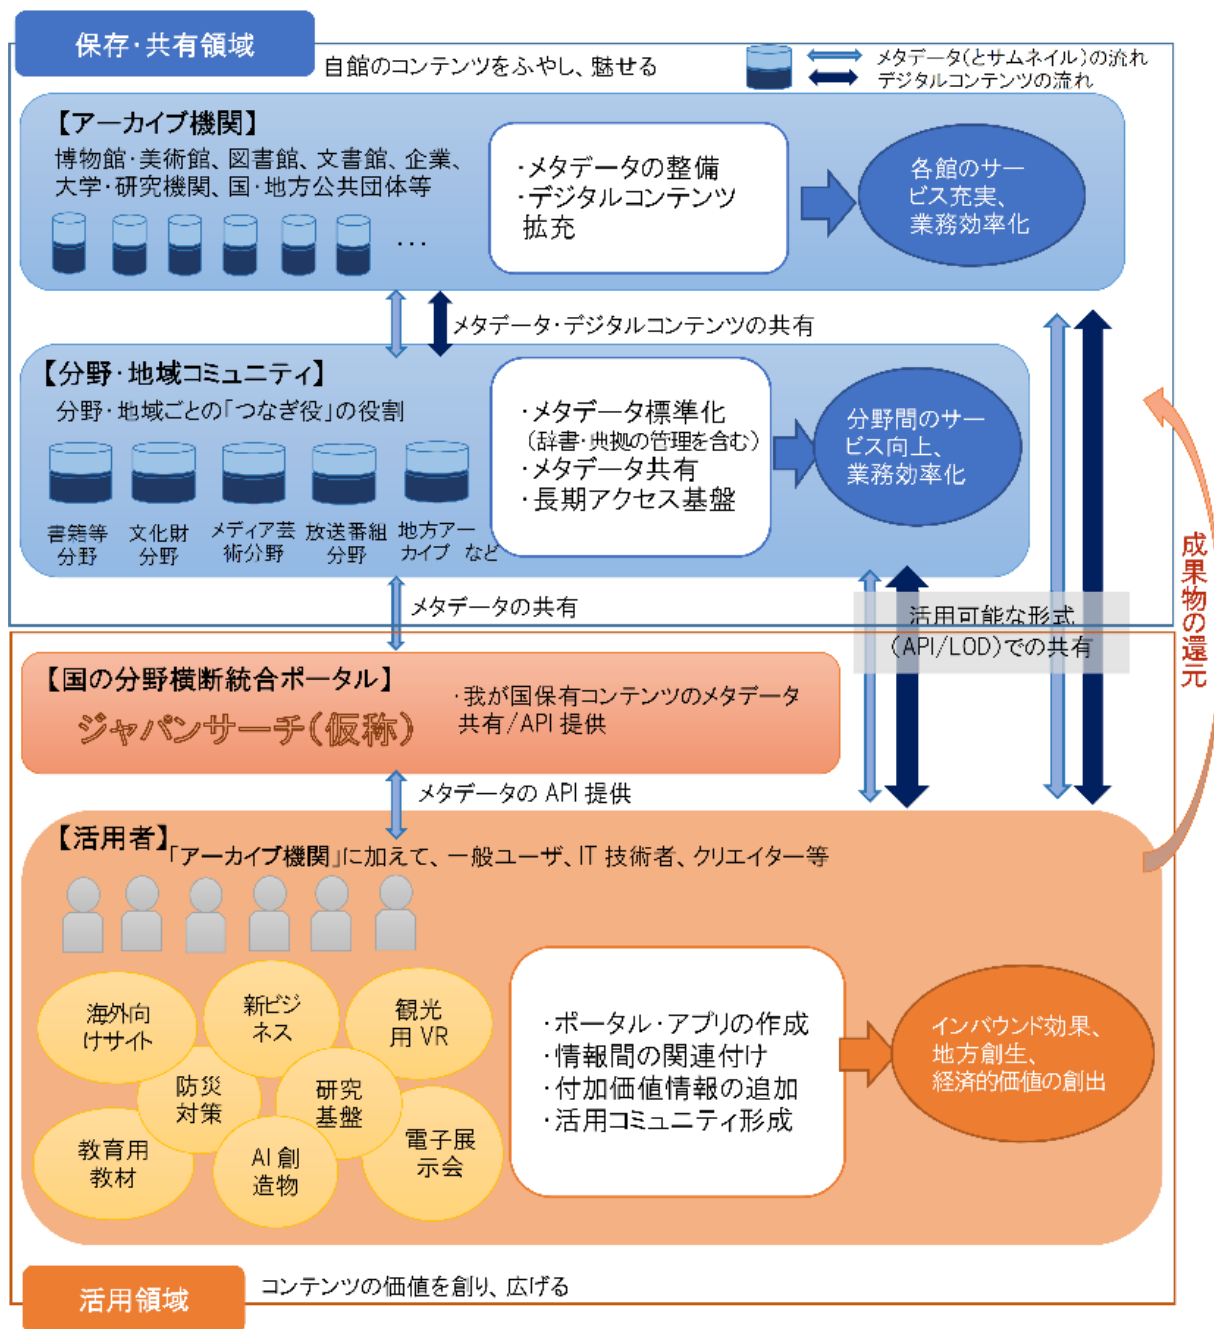 保存・共有領域
自館のコンテンツをふやし、魅せる
メタデータ(とサムネイル)の流れ
デジタルコンテンツの流れ
【アーカイブ機関】
博物館・美術館、図書館、文書館、企業、
大学・研究機関、国・地方公共団体等
…
・メタデータの整備
・デジタルコンテンツ
拡充
各館のサー
ビス充実、
業務効率化
メタデータ・デジタルコンテンツの共有
【分野・地域コミュニティ】
分野・地域ごとの「つなぎ役」の役割
書籍等
分野
文化財
分野
メディア芸
術分野
放送番組
分野
地方アー
カイブ など
・メタデータ標準化
(辞書・典拠の管理を含む)
・メタデータ共有
・長期アクセス基盤
分野間のサー
ビス向上、
業務効率化
メタデータの共有
活用可能な形式
(API/LOD)での共有
成果物の還元
【国の分野横断統合ポータル】
ジャパンサーチ(仮称)
・我が国保有コンテンツのメタデータ
共有/API 提供
メタデータの API 提供
【活用者】
「アーカイブ機関」に加えて、一般ユーザ、IT 技術者、クリエイター等
海外向
けサイト
新ビジ
ネス
観光
用 VR
防災
対策
研究
基盤
教育用
教材
AI 創
造物
電子展
示会
・ポータル・アプリの作成
・情報間の関連付け
・付加価値情報の追加
・活用コミュニティ形成
インバウンド効果、
地方創生、
経済的価値の創出
活用領域
コンテンツの価値を創り、広げる